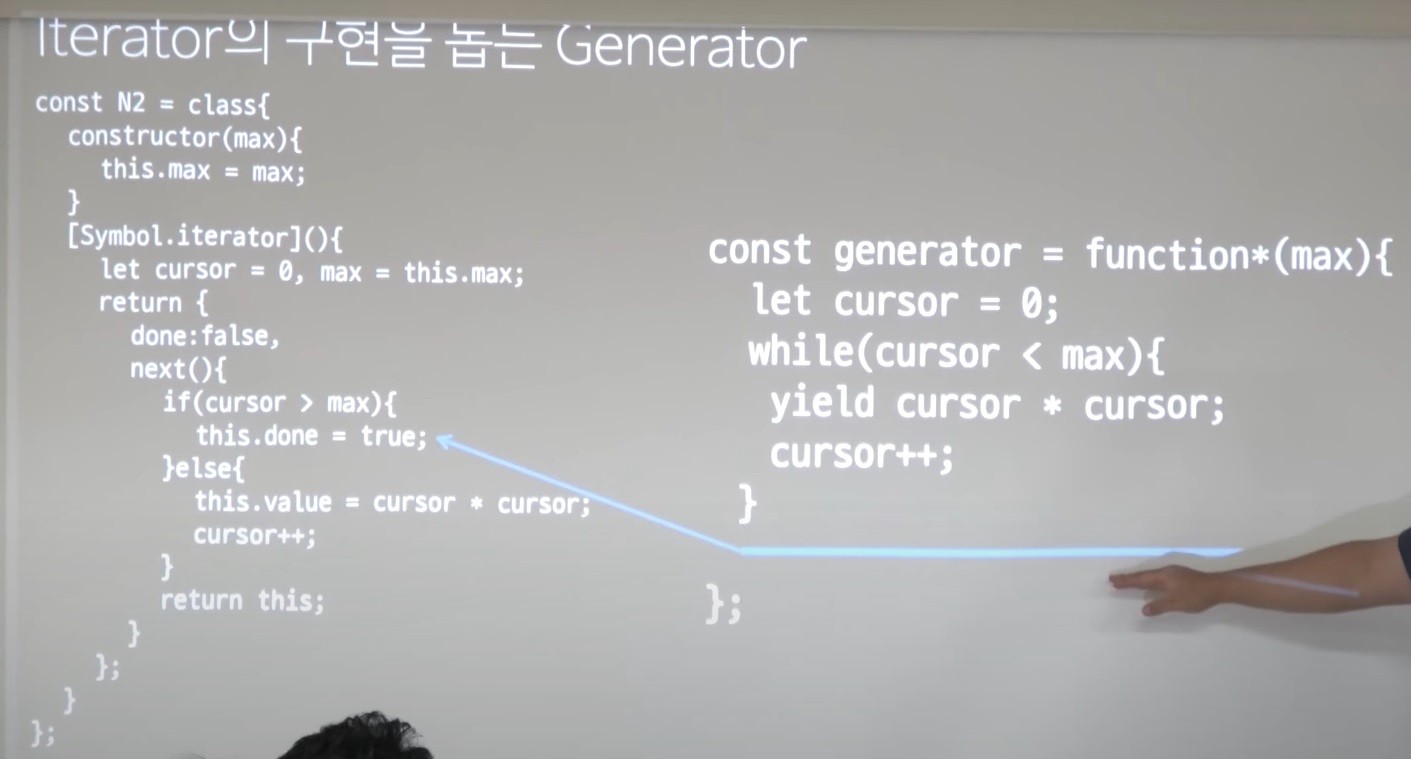 Iterator의 구현을 돕는 Generator
const N2 = class{
constructor(max){
this.max = max;
}
[Symbol.iterator](){
let cursor = 0, max = this.max;
return {
done:false,
next(){
if(cursor > max){
this.done = true;
}else{
this.value = cursor * cursor;
cursor++;
}
return this;
}
};
}
};
const generator = function*(max){
let cursor = 0;
while(cursor < max){
yield cursor * cursor;
cursor++;
}
};